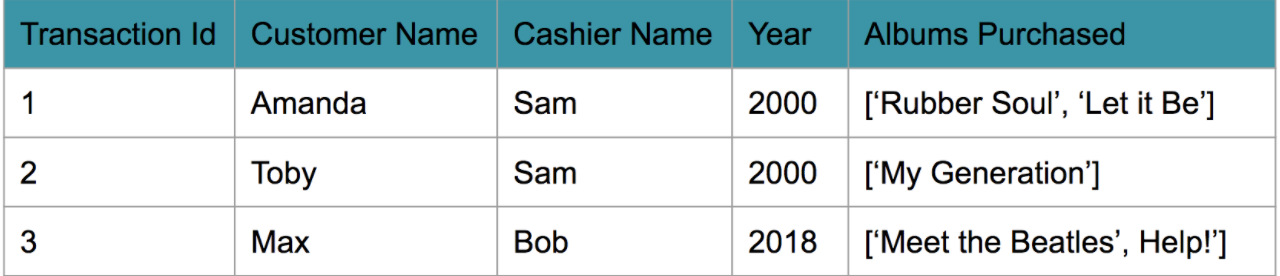 Transaction Id Customer Name Cashier Name Year Albums Purchased
1 Amanda Sam 2000 [‘Rubber Soul’, ‘Let it Be’]
2 Toby Sam 2000 [‘My Generation’]
3 Max Bob 2018 [‘Meet the Beatles’, Help!’]